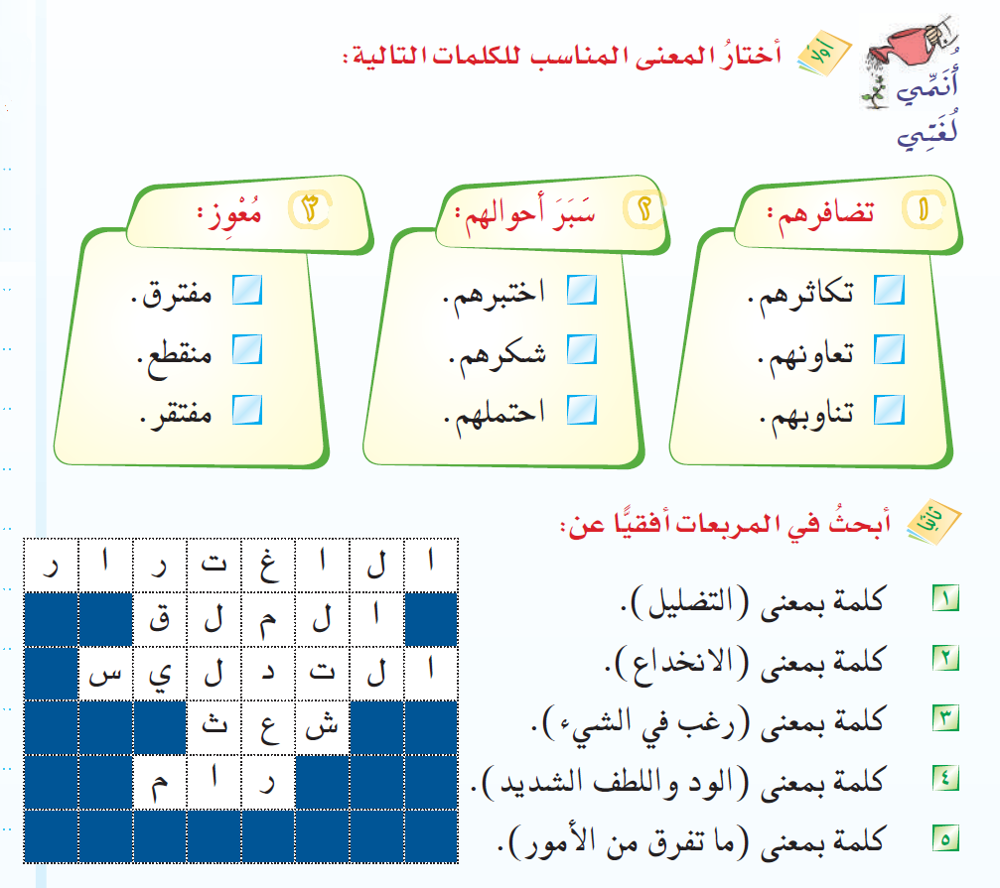 أُنَمِّي
لُغَتِي
أولاً أختارُ المعنى المناسب للكلمات التالية:
١ تضافرهم:
تكاثرهم.
تعاونهم.
تناوبهم.
٢ سَبَرَ أحوالهم:
اختبرهم.
شكرهم.
احتملهم.
٣ مُعْوِز:
مفترق.
منقطع.
مفتقر.
ثانيًا أبحثُ في المربعات أفقيًّا عن:
١ كلمة بمعنى (التضليل).
٢ كلمة بمعنى (الانخداع).
٣ كلمة بمعنى (رغب في الشيء).
٤ كلمة بمعنى (الود واللطف الشديد).
٥ كلمة بمعنى (ما تفرق من الأمور).
ا ل ا غ ت ر ا ر
ا ل م ل ق
ا ل ت د ل ي س
ش ع ث
ر ا م